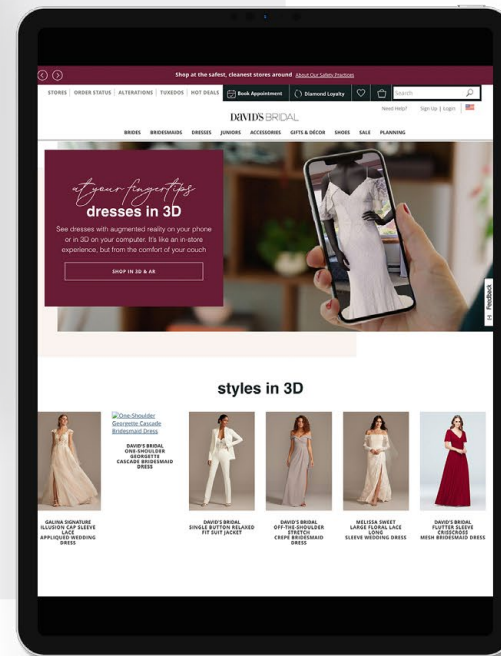 Shop at the safest, cleanest stores around About Our Safety Practices
STORES | ORDER STATUS | ALTERATIONS | TUXEDOS | HOT DEALS Book Appointment Diamond Loyalty Search
Need Help? Sign Up | Login
DAVID'S BRIDAL
BRIDES BRIDESMAIDS DRESSES JUNIORS ACCESSORIES GIFTS & DÉCOR SHOES SALE PLANNING
at your fingertips
dresses in 3D
See dresses with augmented reality on your phone
or in 3D on your computer. It's like an in-store
experience, but from the comfort of your couch
SHOP IN 3D & AR
Feedback
styles in 3D
One-Shoulder
Georgette Cascade
Bridesmaid Dress
GALINA SIGNATURE
ILLUSION CAP SLEEVE
LACE
APPLIQUED WEDDING
DRESS
DAVID'S BRIDAL
ONE-SHOULDER
GEORGETTE
CASCADE BRIDESMAID
DRESS
DAVID'S BRIDAL
SINGLE BUTTON RELAXED
FIT SUIT JACKET
DAVID'S BRIDAL
OFF-THE-SHOULDER
STRETCH
CREPE BRIDESMAID
DRESS
MELISSA SWEET
LARGE FLORAL LACE
LONG
SLEEVE WEDDING DRESS
DAVID'S BRIDAL
FLUTTER SLEEVE
CRISSCROSS
MESH BRIDESMAID DRESS